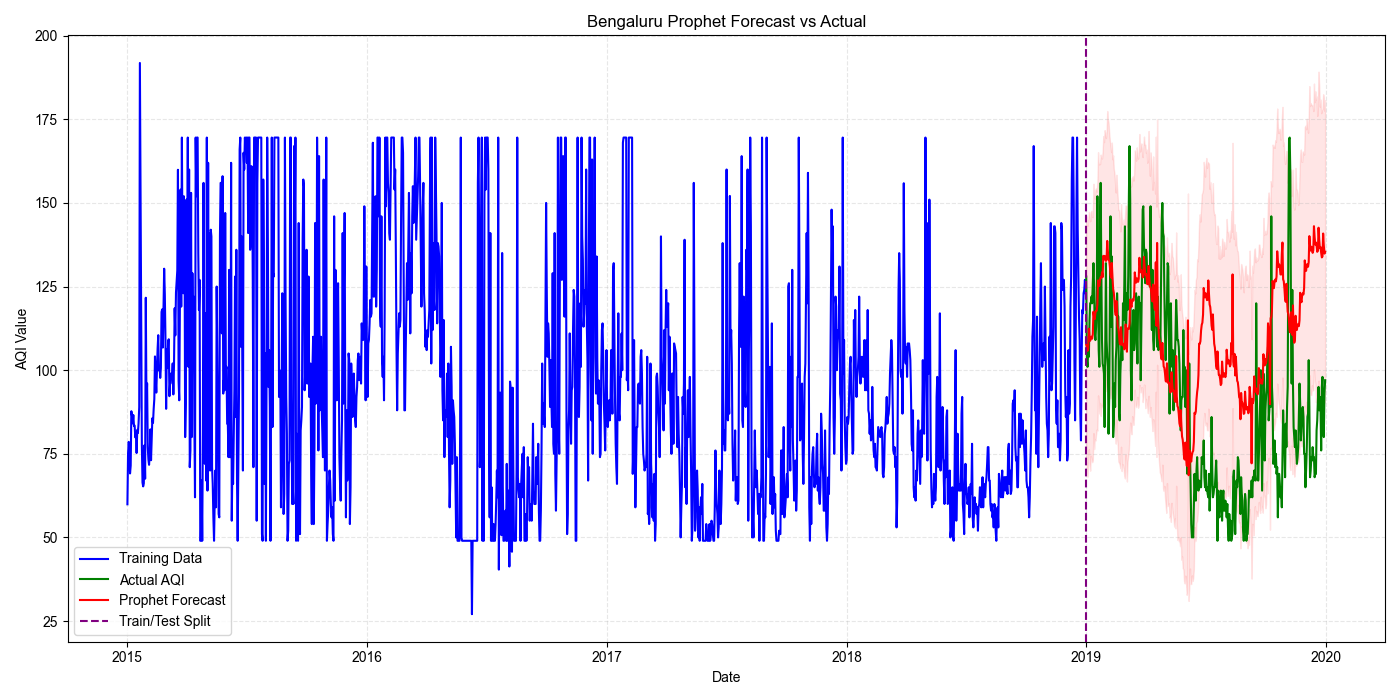 Bengaluru Prophet Forecast vs Actual
200
175
150
125
100
75
50
25
AQI Value
Training Data
Actual AQI
Prophet Forecast
Train/Test Split
2015
2016
2017
2018
2019
2020
Date